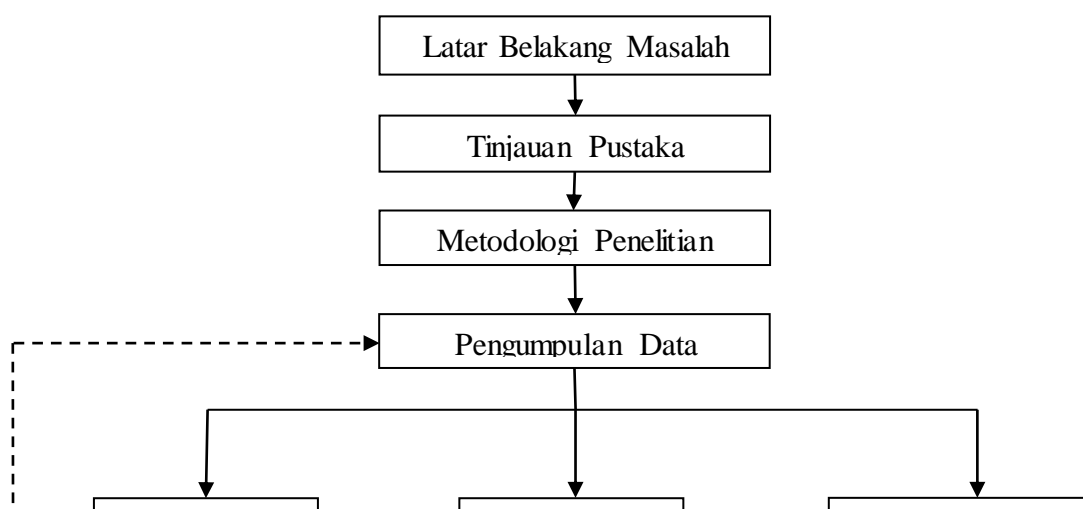 Latar Belakang Masalah
Tinjauan Pustaka
Metodologi Penelitian
Pengumpulan Data